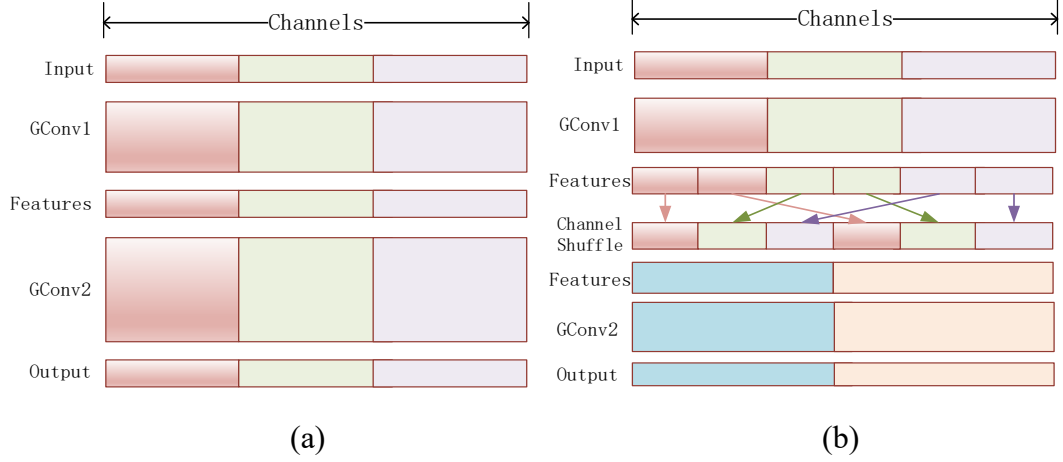 Channels
Input
GConv1
Features
GConv2
Output
(a)
Channels
Input
GConv1
Features
Channel
Shuffle
Features
GConv2
Output
(b)